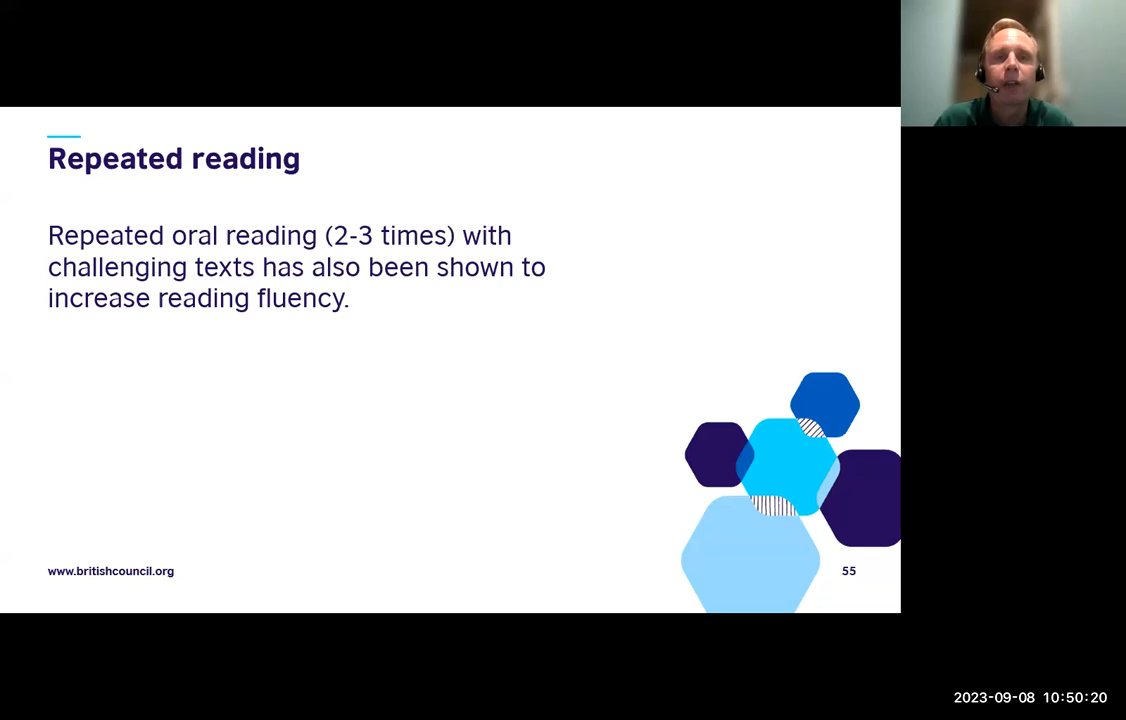 Repeated reading
Repeated oral reading (2-3 times) with
challenging texts has also been shown to
increase reading fluency.
www.britishcouncil.org
55
2023-09-08 10:50:20